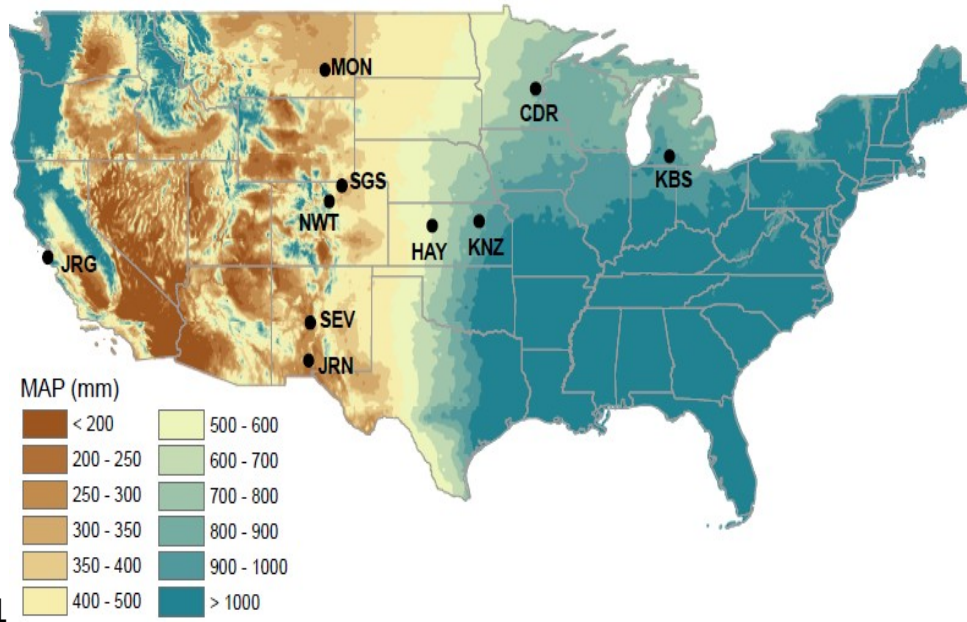 MON
CDR
KBS
SGS
NWT
HAY
KNZ
JRG
SEV
JRN
MAP (mm)
< 200
200 - 250
250 - 300
300 - 350
350 - 400
400 - 500
500 - 600
600 - 700
700 - 800
800 - 900
900 - 1000
> 1000